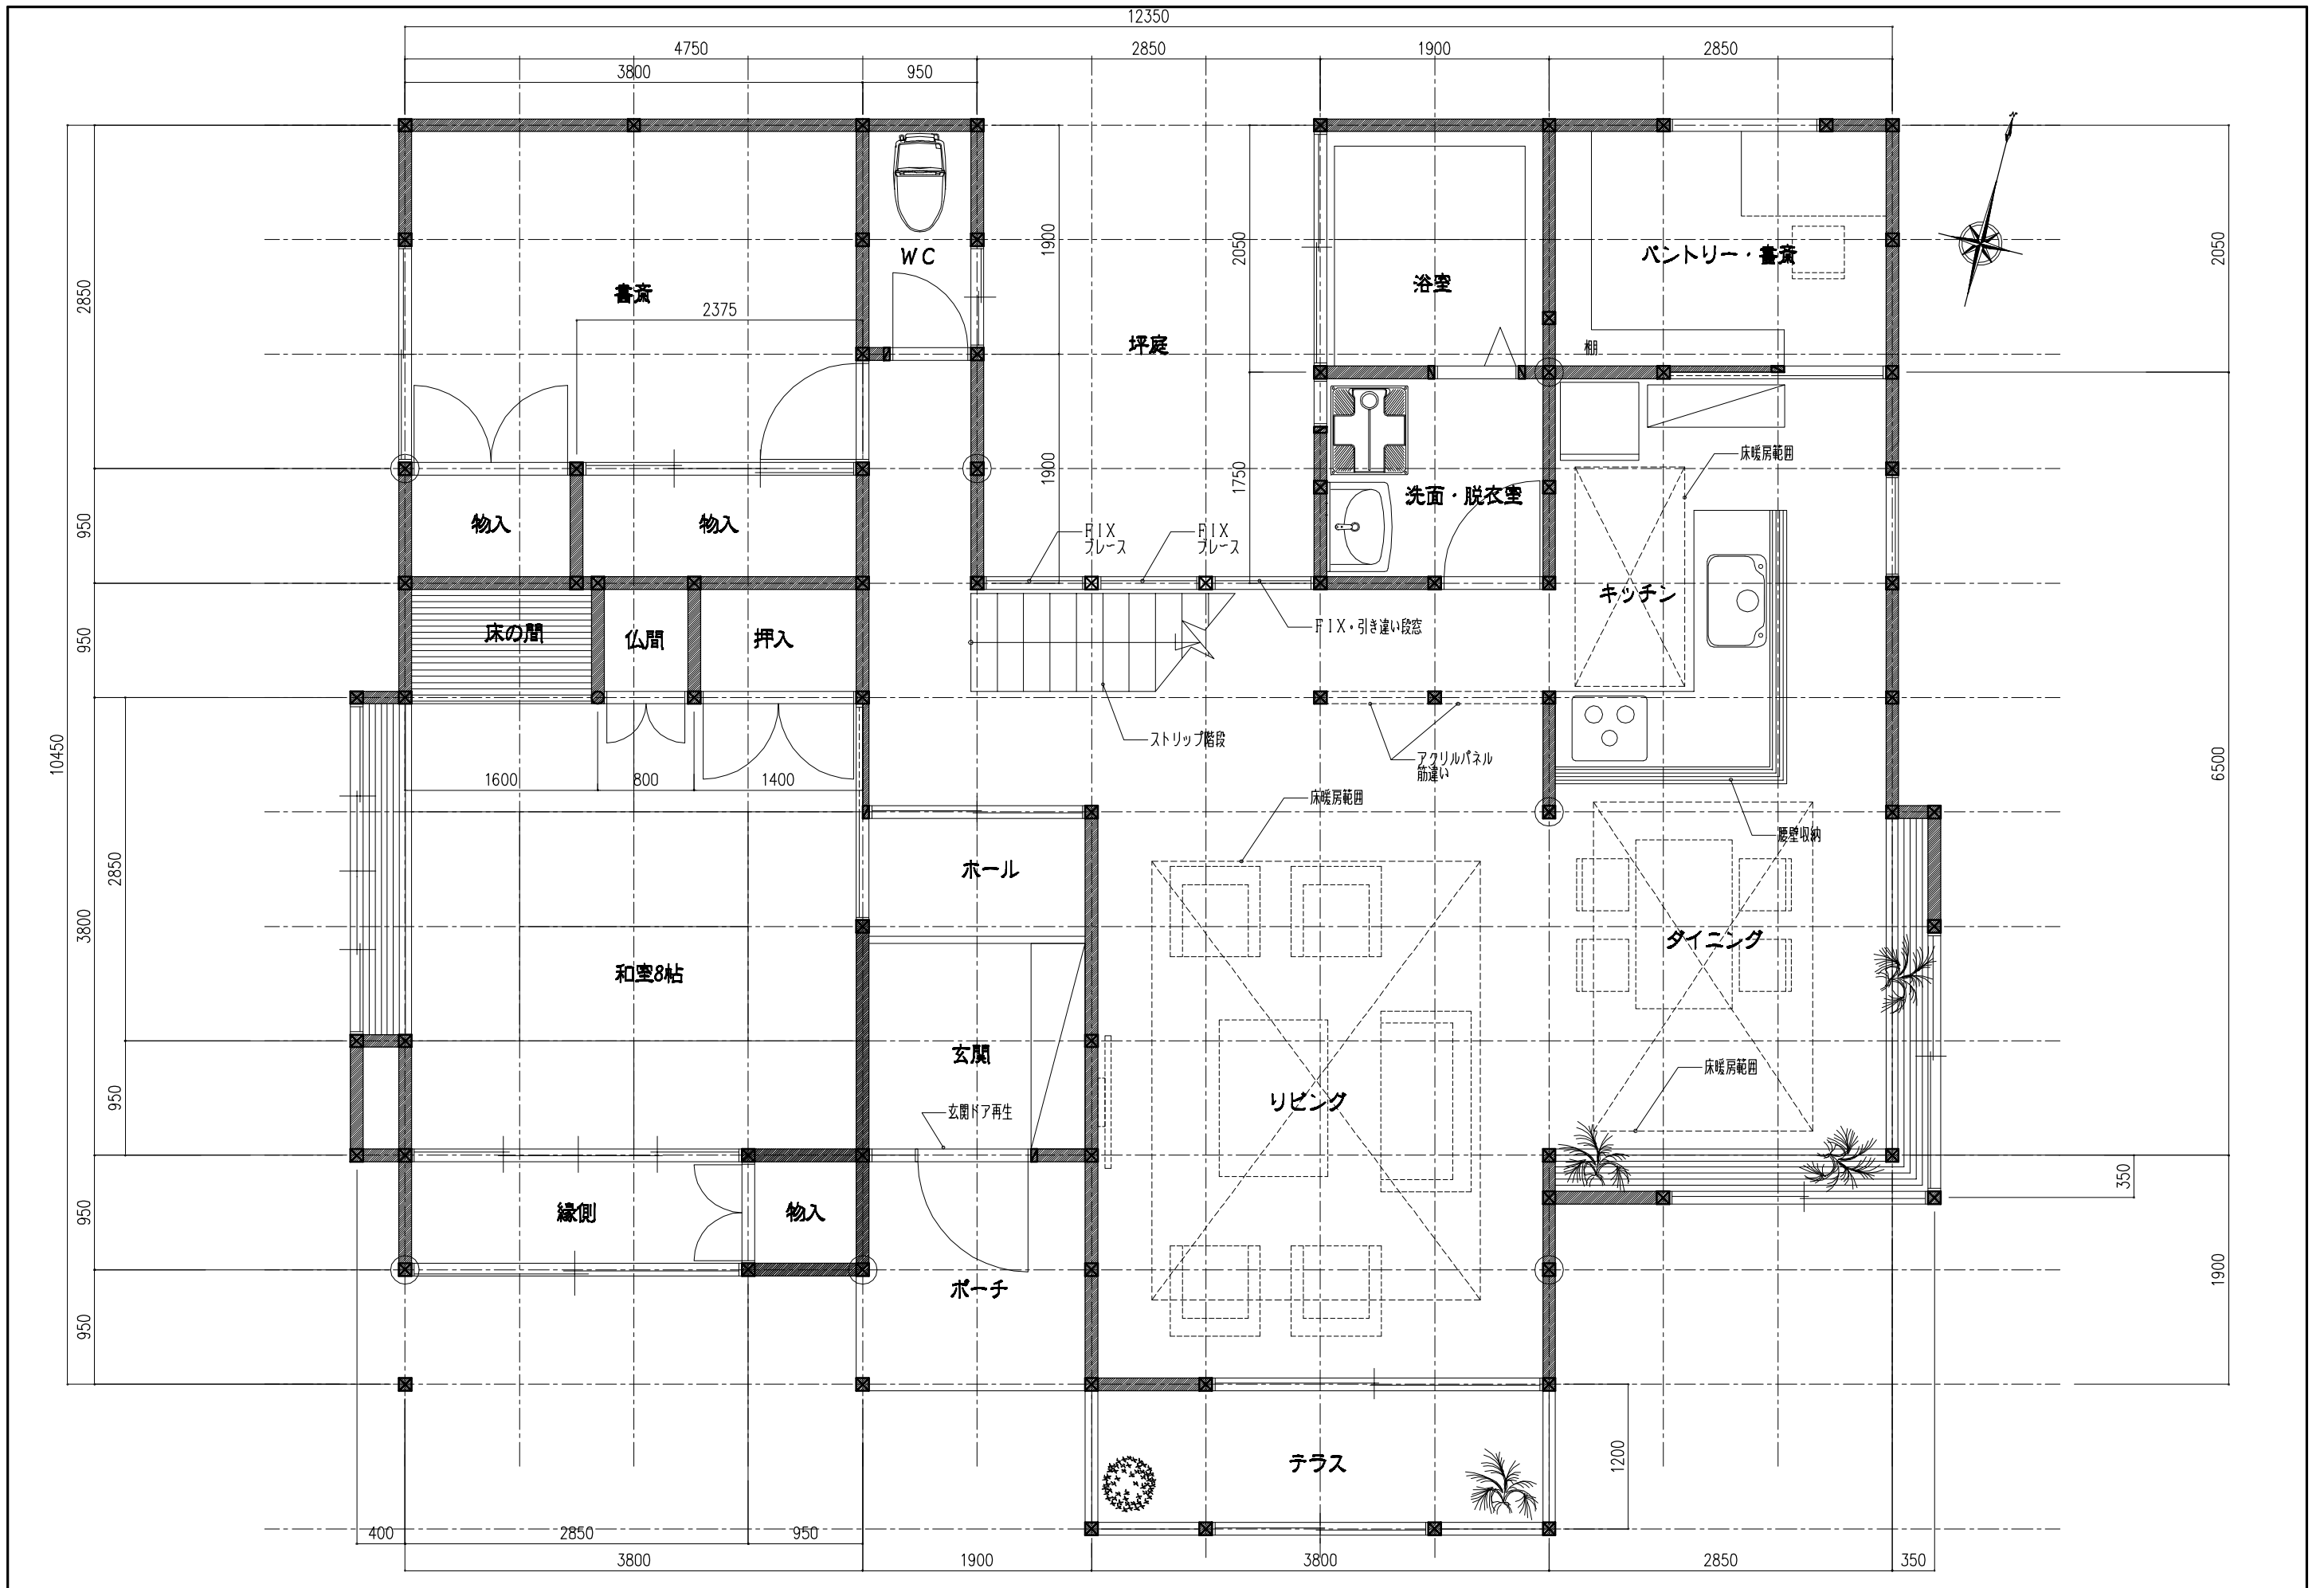 12350
4750
2850
1900
2850
3800
950
書斎
WC
坪庭
浴室
パントリー・書斎
棚
2375
1900
2050
2050
2850
1900
1750
950
950
物入
物入
FIX
ブレース
FIX
ブレース
洗面・脱衣室
床暖房範囲
キッチン
床の間
仏間
押入
FIX・引き違い段窓
ストリップ階段
アクリルパネル
筋違い
1600
800
1400
床暖房範囲
腰壁収納
10450
2850
3800
950
6500
ホール
和室8帖
玄関
玄関ドア再生
リビング
ダイニング
床暖房範囲
350
950
縁側
物入
ポーチ
1900
950
テラス
1200
400
2850
950
3800
1900
3800
2850
350